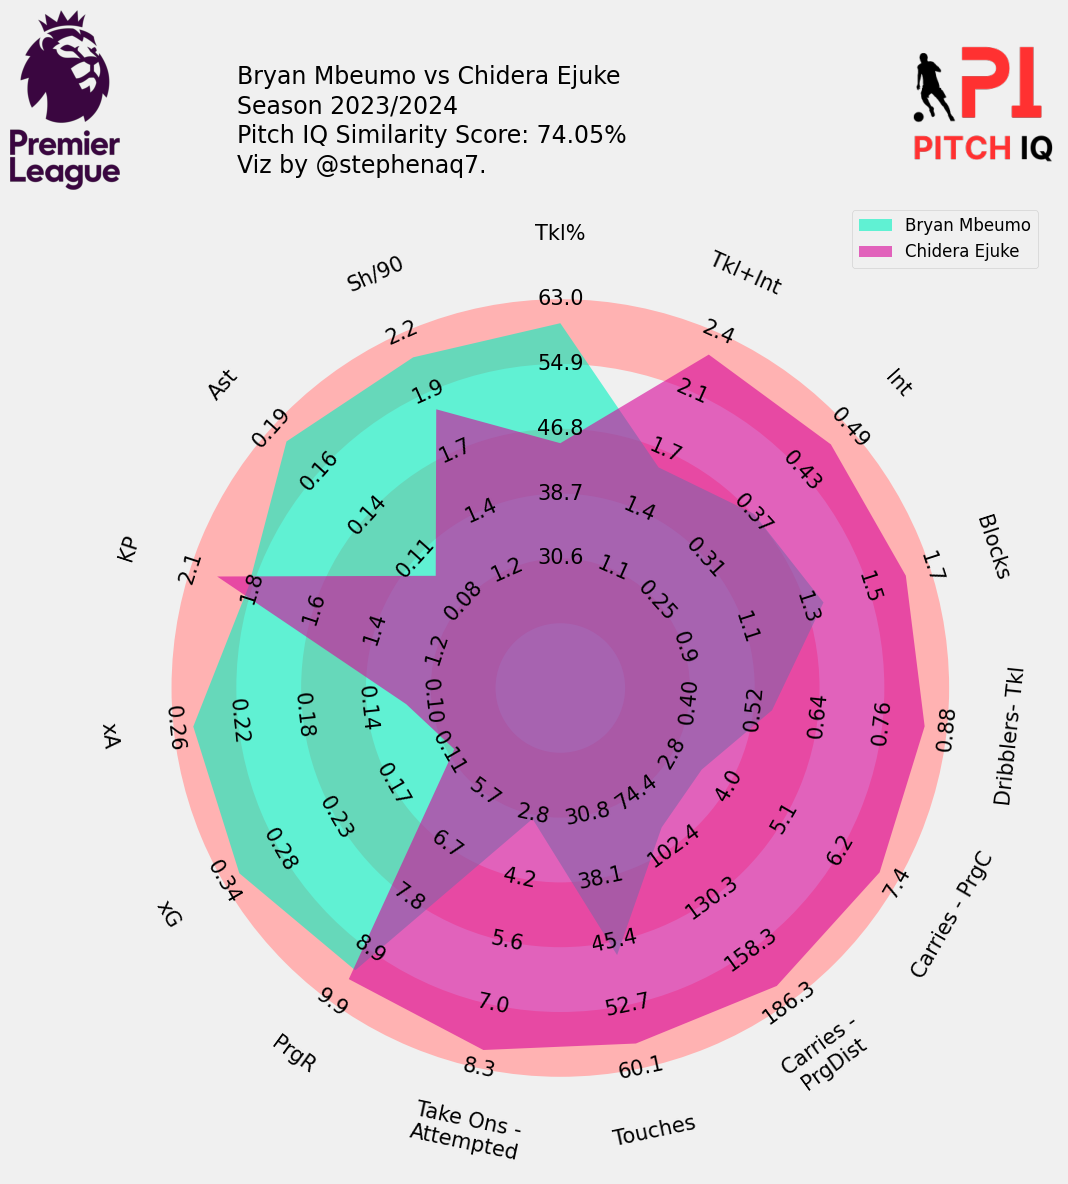 Premier
League
Bryan Mbeumo vs Chidera Ejuke
Season 2023/2024
Pitch IQ Similarity Score: 74.05%
Viz by @stephenaq7.
PI
PITCH IQ
Bryan Mbeumo
Chidera Ejuke
Tkl%
63.0
54.9
46.8
38.7
30.6
Tkl+Int
2.4
2.1
1.7
1.4
1.1
Int
0.49
0.43
0.37
0.31
0.25
Blocks
1.7
1.5
1.3
1.1
0.9
Dribblers- Tkl
0.88
0.76
0.64
0.52
0.40
Carries - PrgC
7.4
6.2
5.1
4.0
2.8
Carries -
PrgDist
186.3
158.3
130.3
102.4
74.4
Touches
60.1
52.7
45.4
38.1
30.8
Take Ons -
Attempted
8.3
7.0
5.6
4.2
2.8
PrgR
9.9
8.9
7.8
6.7
5.7
xG
0.34
0.28
0.23
0.17
0.11
xA
0.26
0.22
0.18
0.14
0.10
KP
2.1
1.8
1.6
1.4
1.2
Ast
0.19
0.16
0.14
0.11
0.08
Sh/90
2.2
1.9
1.7
1.4
1.2